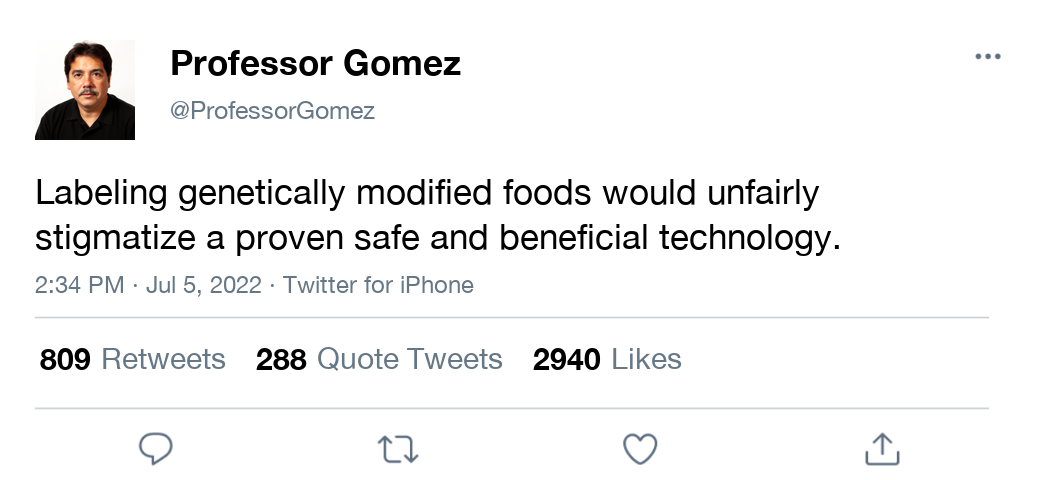 Professor Gomez
@ProfessorGomez
Labeling genetically modified foods would unfairly
stigmatize a proven safe and beneficial technology.
2:34 PM · Jul 5, 2022 · Twitter for iPhone
809 Retweets 288 Quote Tweets 2940 Likes